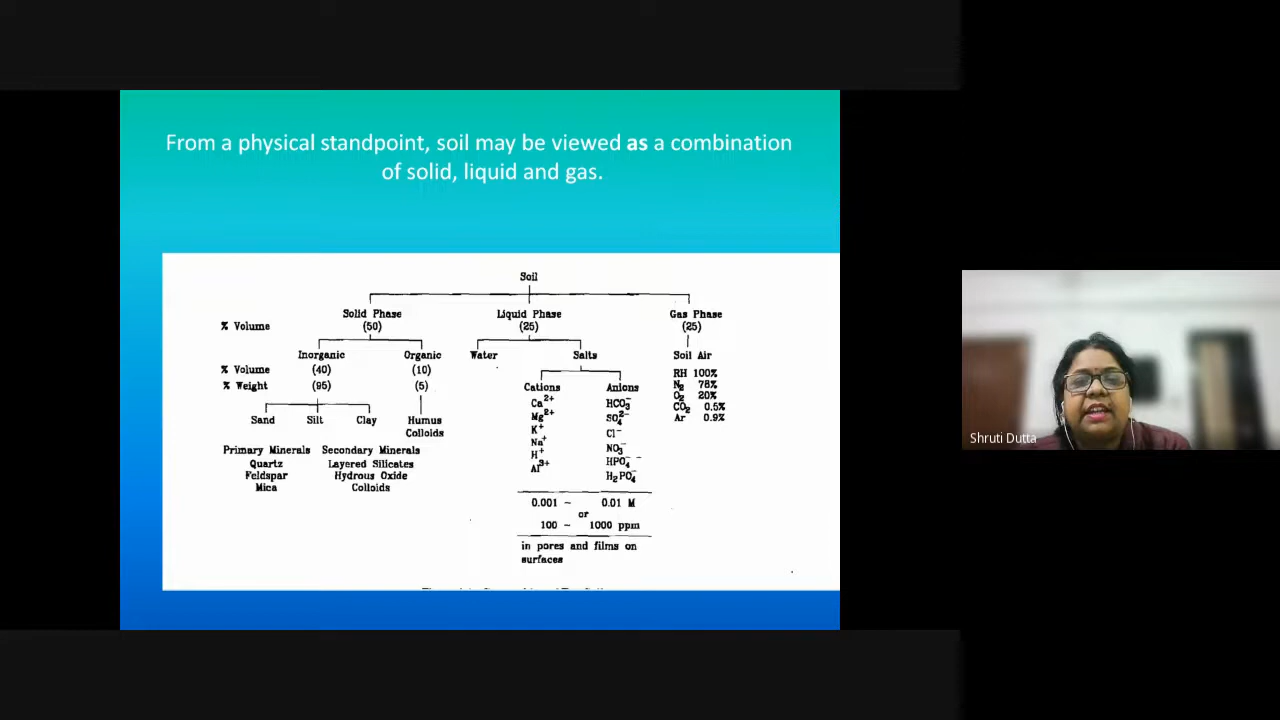 From a physical standpoint, soil may be viewed as a combination
of solid, liquid and gas.
Soil
Solid Phase Liquid Phase Gas Phase
% Volume (50) (25) (25)
Inorganic Organic Water Salts Soil Air
% Volume (40) (10) RH 100%
% Weight (95) (5) Cations Anions N₂ 78%
Ca²⁺ HCO₃⁻ O₂ 20%
Mg²⁺ SO₄²⁻ CO₂ 0.5%
Sand Silt Clay Humus K⁺ Cl⁻ Ar 0.9%
Colloids Na⁺ NO₃⁻
Primary Minerals Secondary Minerals H⁺ HPO₄⁻ ⁻
Quartz Layered Silicates Al³⁺ H₂PO₄⁻
Feldspar Hydrous Oxide
Mica Colloids
0.001 ~ 0.01 M
or
100 ~ 1000 ppm
in pores and films on
surfaces
Shruti Dutta